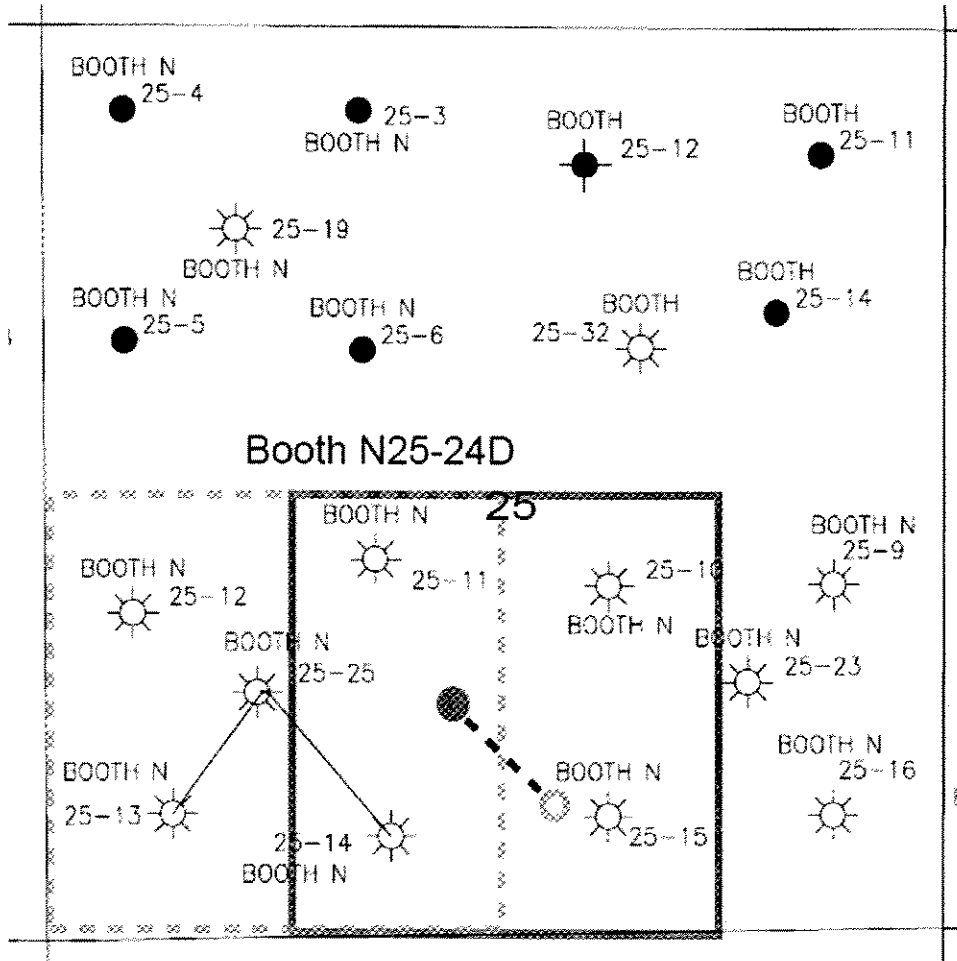 BOOTH N
25-4
25-3
BOOTH N
BOOTH
25-12
BOOTH
25-11
25-19
BOOTH N
BOOTH N
25-5
BOOTH N
25-6
BOOTH
25-32
BOOTH
25-14
Booth N25-24D
25
BOOTH N
25-11
BOOTH N
25-12
25-10
BOOTH N
BOOTH N
25-9
BOOTH N
25-25
BOOTH N
25-23
BOOTH N
25-13
25-14
BOOTH N
BOOTH N
25-15
BOOTH N
25-16